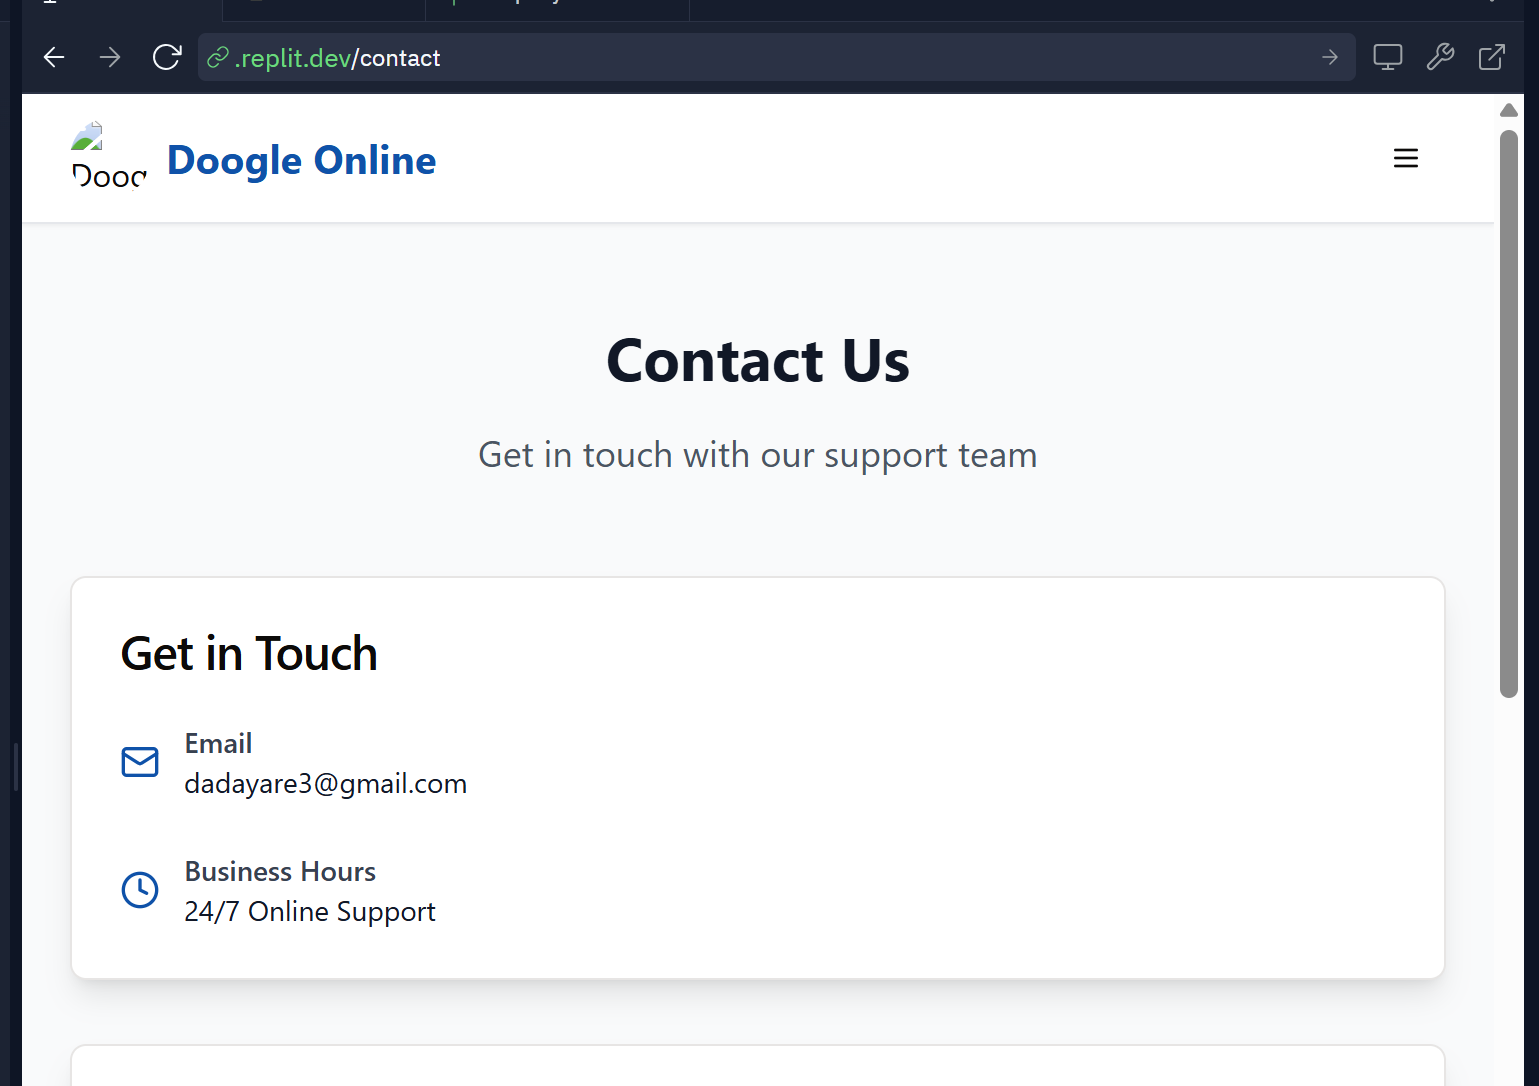 .replit.dev/contact
Doogle Online
Contact Us
Get in touch with our support team
Get in Touch
Email
dadayare3@gmail.com
Business Hours
24/7 Online Support